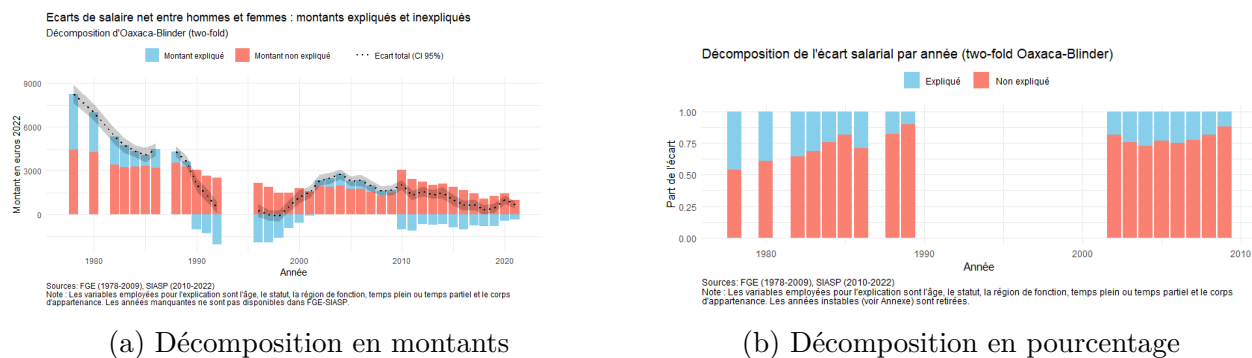 Ecarts de salaire net entre hommes et femmes : montants expliqués et inexpliqués
Décomposition d'Oaxaca-Blinder (two-fold)
Montant expliqué
Montant non expliqué
Ecart total (CI 95%)
Montant en euros 2022
9000
6000
3000
0
1980
1990
2000
2010
2020
Année
Sources: FGE (1978-2009), SIASP (2010-2022)
Note : Les variables employées pour l'explication sont l'âge, le statut, la région de fonction, temps plein ou temps partiel et le corps
d'appartenance. Les années manquantes ne sont pas disponibles dans FGE-SIASP.
(a) Décomposition en montants
Décomposition de l'écart salarial par année (two-fold Oaxaca-Blinder)
Expliqué
Non expliqué
Part de l'écart
1.00
0.75
0.50
0.25
0.00
1980
1990
2000
2010
Année
Sources: FGE (1978-2009), SIASP (2010-2022)
Note : Les variables employées pour l'explication sont l'âge, le statut, la région de fonction, temps plein ou temps partiel et le corps
d'appartenance. Les années instables (voir Annexe) sont retirées.
(b) Décomposition en pourcentage